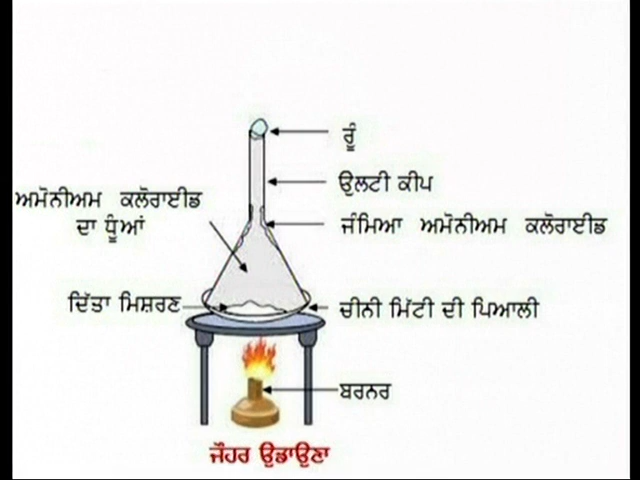 ਰੂੰ
ਉਲਟੀ ਕੀਪ
ਅਮੋਨੀਅਮ ਕਲੋਰਾਈਡ
ਦਾ ਧੂੰਆਂ
ਜੰਮਿਆ ਅਮੋਨੀਅਮ ਕਲੋਰਾਈਡ
ਦਿੱਤਾ ਮਿਸ਼ਰਣ
ਚੀਨੀ ਮਿੱਟੀ ਦੀ ਪਿਆਲੀ
ਬਰਨਰ
ਜੌਹਰ ਉਡਾਉਣਾ